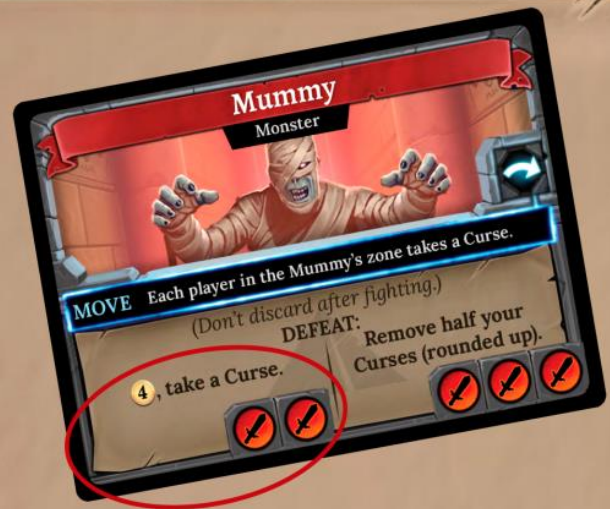 Mummy
Monster
MOVE Each player in the Mummy's zone takes a Curse.
(Don't discard after fighting.)
DEFEAT:
4, take a Curse.
Remove half your
Curses (rounded up).